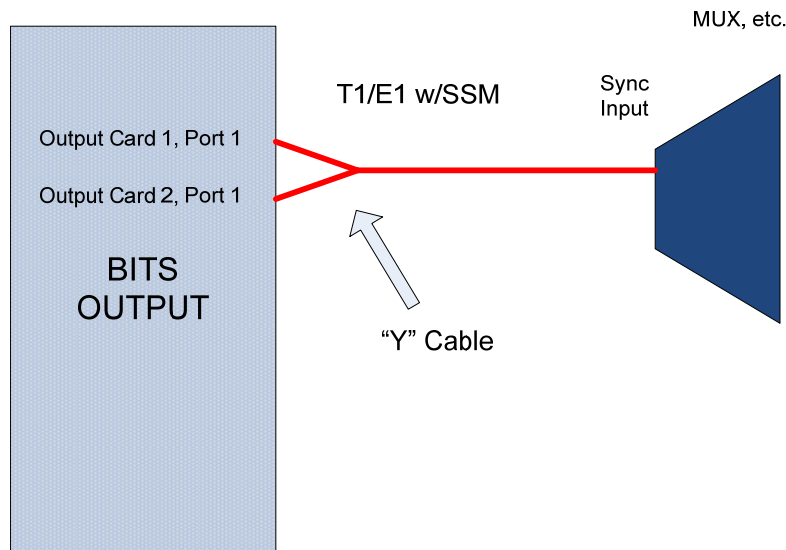 MUX, etc.
T1/E1 w/SSM
Sync
Input
Output Card 1, Port 1
Output Card 2, Port 1
BITS
OUTPUT
“Y” Cable